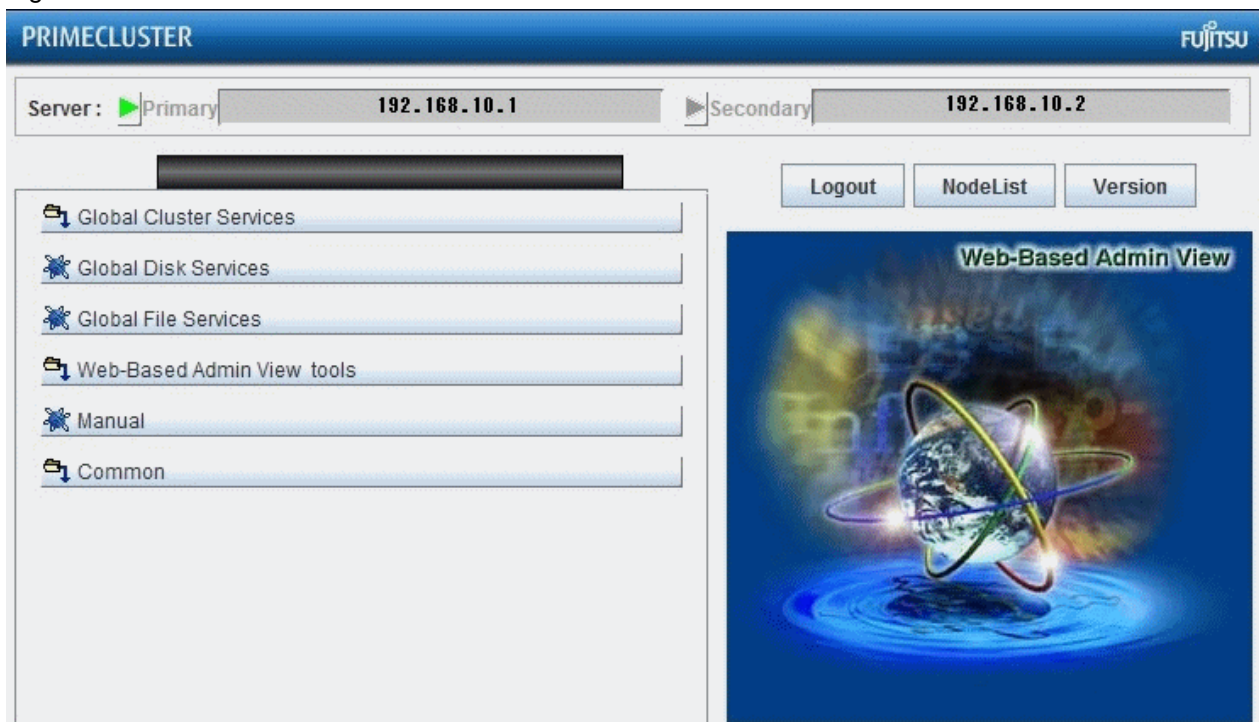 PRIMECLUSTER
FUJITSU
Server : Primary 192.168.10.1 Secondary 192.168.10.2
Logout NodeList Version
Global Cluster Services
Global Disk Services
Global File Services
Web-Based Admin View tools
Manual
Common
Web-Based Admin View